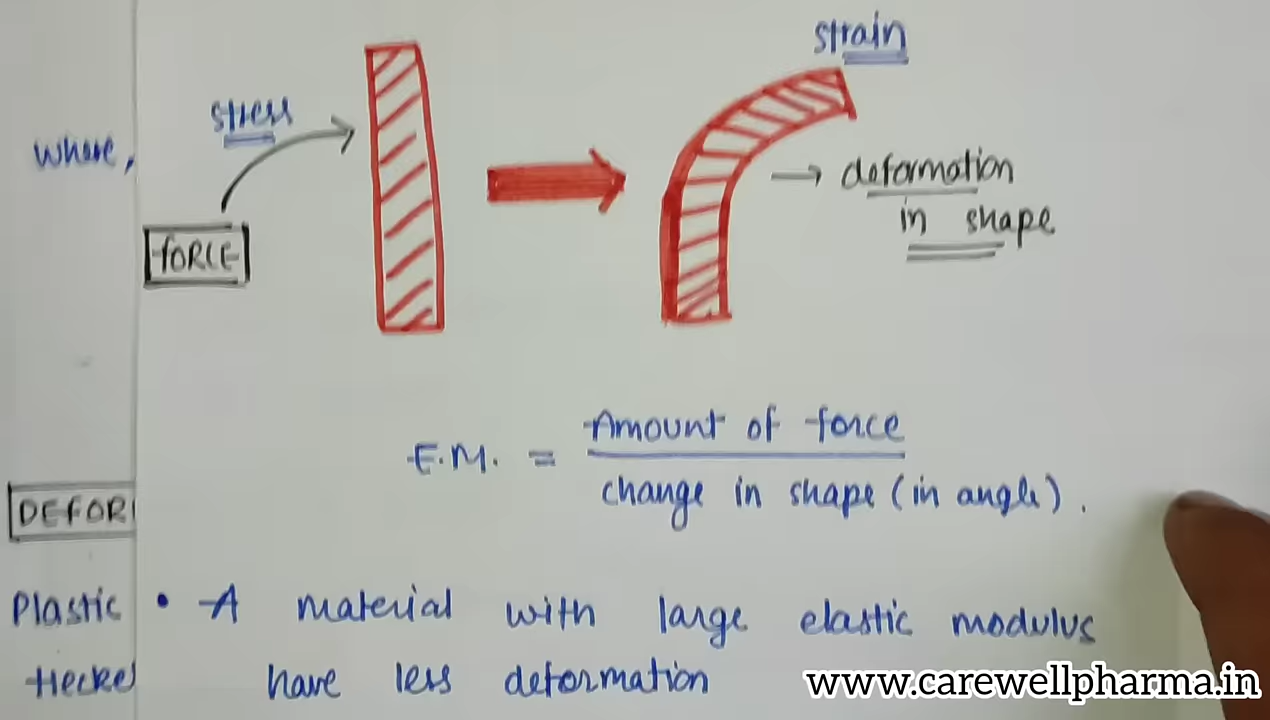 strain
stress
where,
deformation
in shape
FORCE
E.M. = Amount of force
change in shape (in angle).
DEFOR
Plastic • A material with large elastic modulus
Heckel have less deformation
www.carewellpharma.in